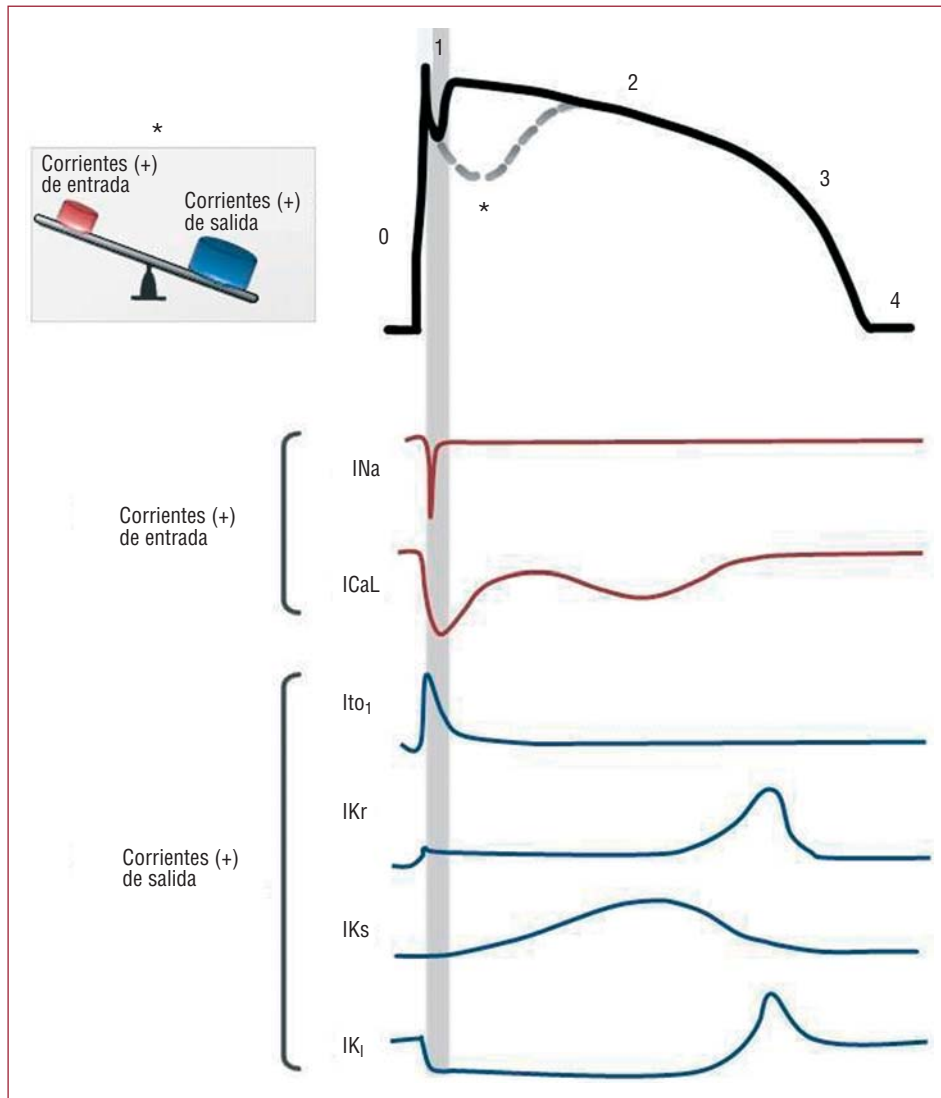 1
2
*
Corrientes (+)
de entrada
Corrientes (+)
de salida
3
*
0
4
INa
Corrientes (+)
de entrada
ICaL
Ito1
IKr
Corrientes (+)
de salida
IKs
IKI